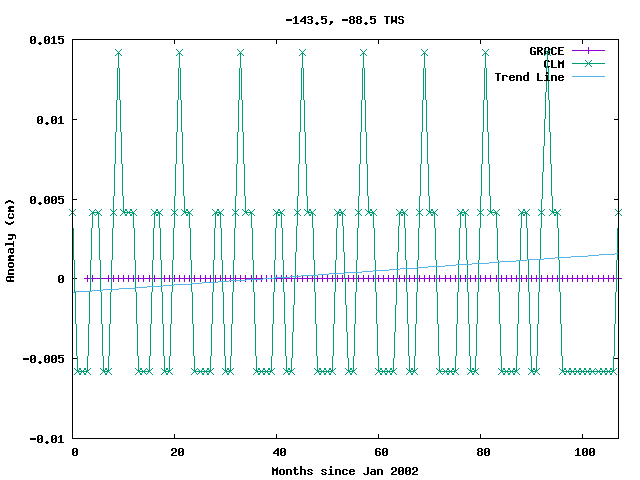 -143.5, -88.5 TWS
0.015
GRACE
CLM
Trend Line
0.01
0.005
Anomaly (cm)
0
-0.005
-0.01
0 20 40 60 80 100
Months since Jan 2002